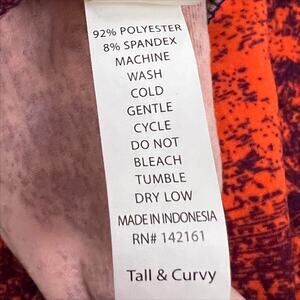 92% POLYESTER
8% SPANDEX
MACHINE
WASH
COLD
GENTLE
CYCLE
DO NOT
BLEACH
TUMBLE
DRY LOW
MADE IN INDONESIA
RN# 142161
Tall & Curvy